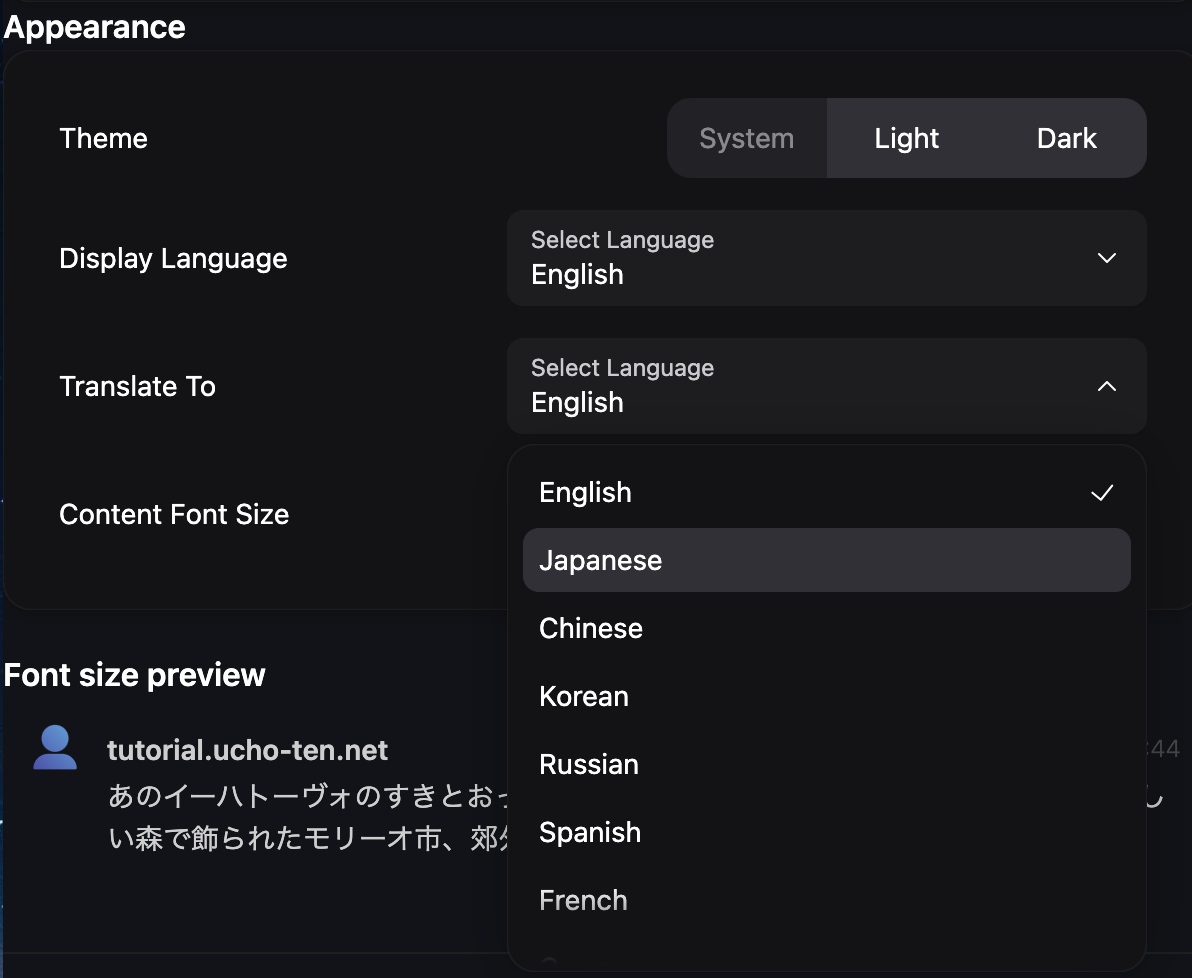 Appearance
Theme
System Light Dark
Display Language
Select Language
English
Translate To
Select Language
English
Content Font Size
English
Japanese
Chinese
Korean
Russian
Spanish
French
Font size preview
tutorial.ucho-ten.net
:44
あのイーハトーヴォのすきとおっ
し
い森で飾られたモリーオ市、郊